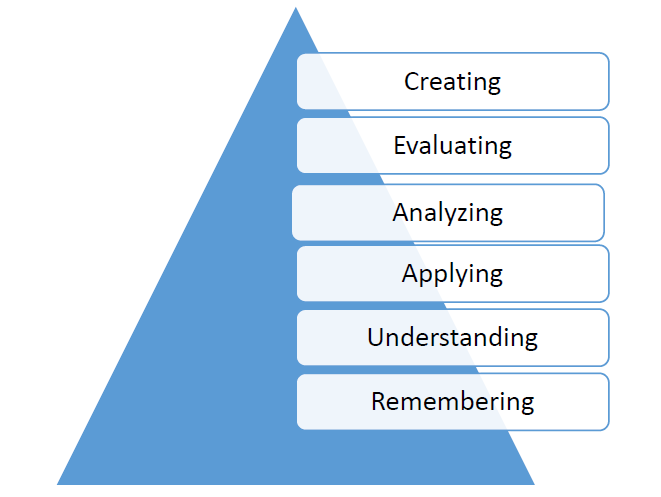 Creating
Evaluating
Analyzing
Applying
Understanding
Remembering